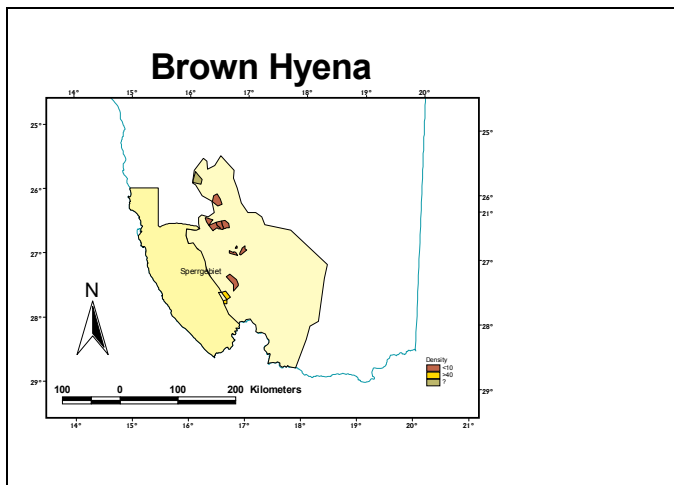 Brown Hyena
14° 15° 16° 17° 18° 19° 20°
25° 25°
26° 26°
21°
27° 27°
Sperrgebiet
N
28° 28°
Density
<10
>40
?
29° 29°
100 0 100 200 Kilometers
14° 15° 16° 17° 18° 19° 20° 21°